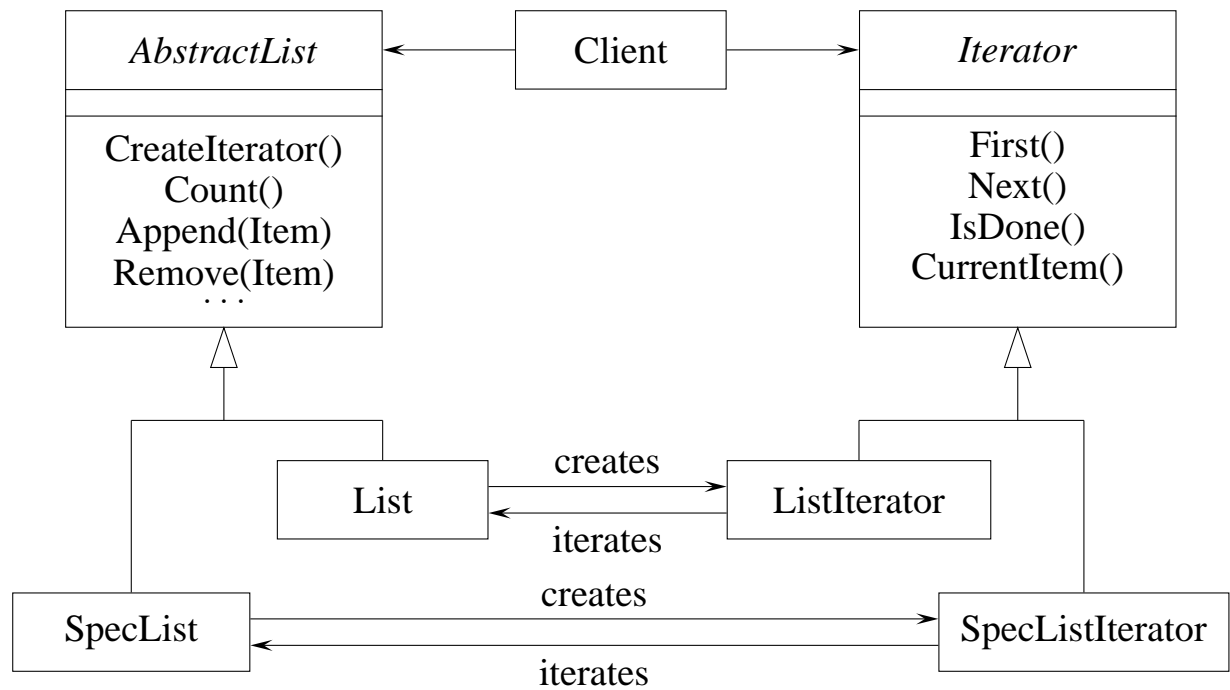 AbstractList
Client
Iterator
CreateIterator()
Count()
Append(Item)
Remove(Item)
. . .
First()
Next()
IsDone()
CurrentItem()
List
creates
iterates
ListIterator
SpecList
creates
iterates
SpecListIterator